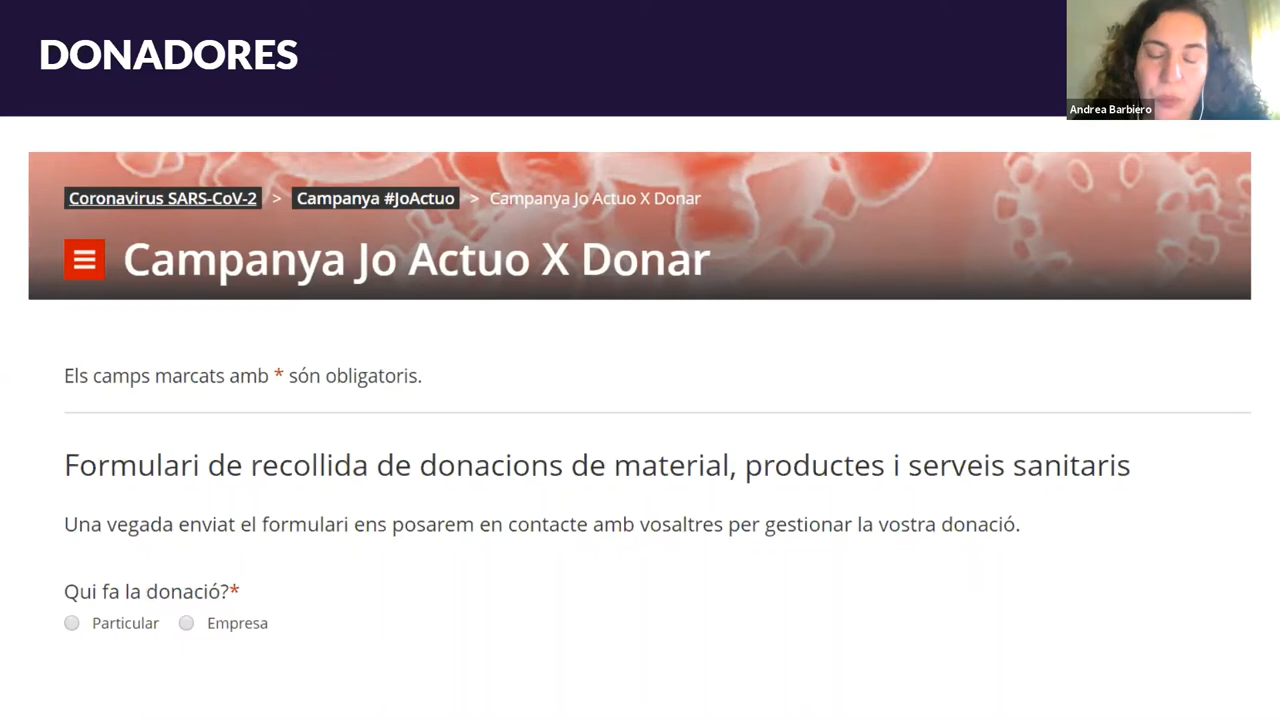 DONADORES
Andrea Barbiero
Coronavirus SARS-CoV-2 > Campanya #JoActuo > Campanya Jo Actuo X Donar
Campanya Jo Actuo X Donar
Els camps marcats amb * són obligatoris.
Formulari de recollida de donacions de material, productes i serveis sanitaris
Una vegada enviat el formulari ens posarem en contacte amb vosaltres per gestionar la vostra donació.
Qui fa la donació?*
Particular Empresa